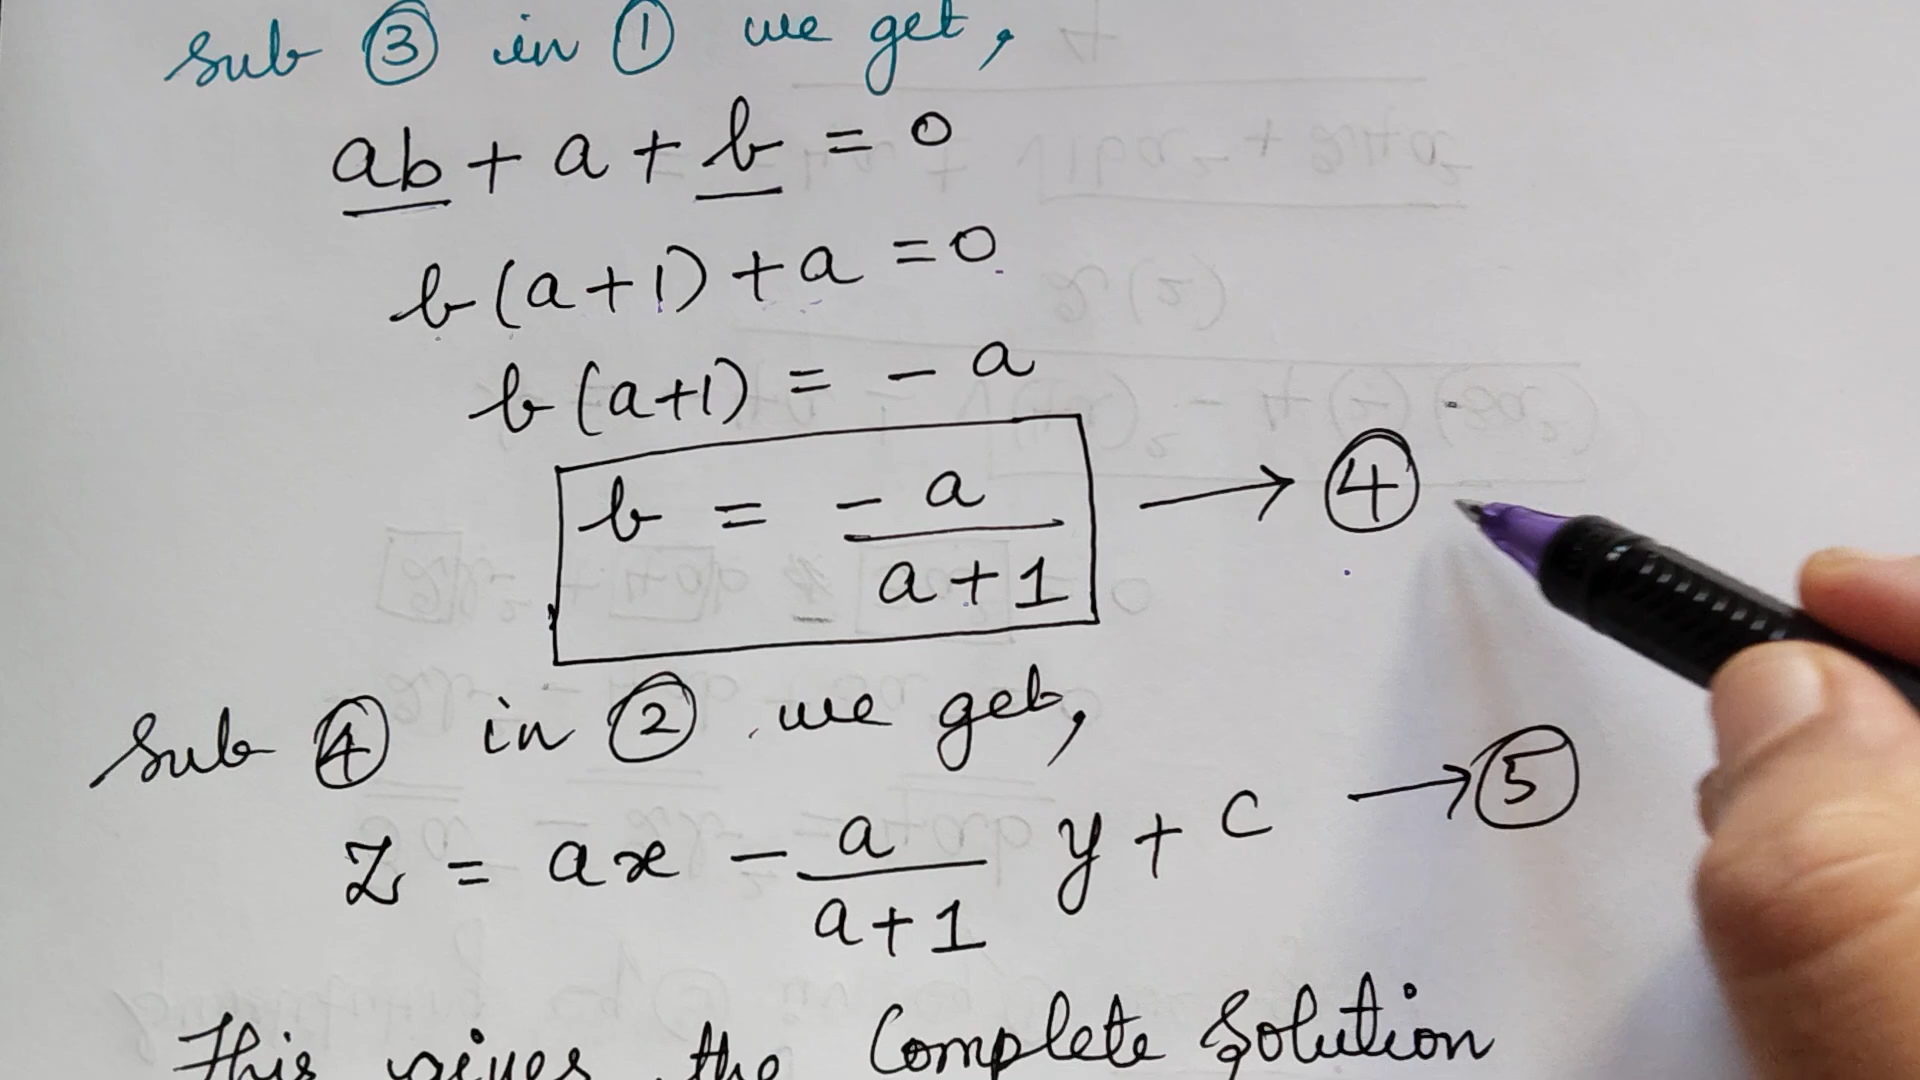 Sub ③ in ① we get,
ab + a + b = 0
b(a+1) + a = 0
b(a+1) = - a
b = - a / a+1 → ④
Sub ④ in ② we get,
Z = ax - a / a+1 y + c → ⑤
This gives the Complete Solution